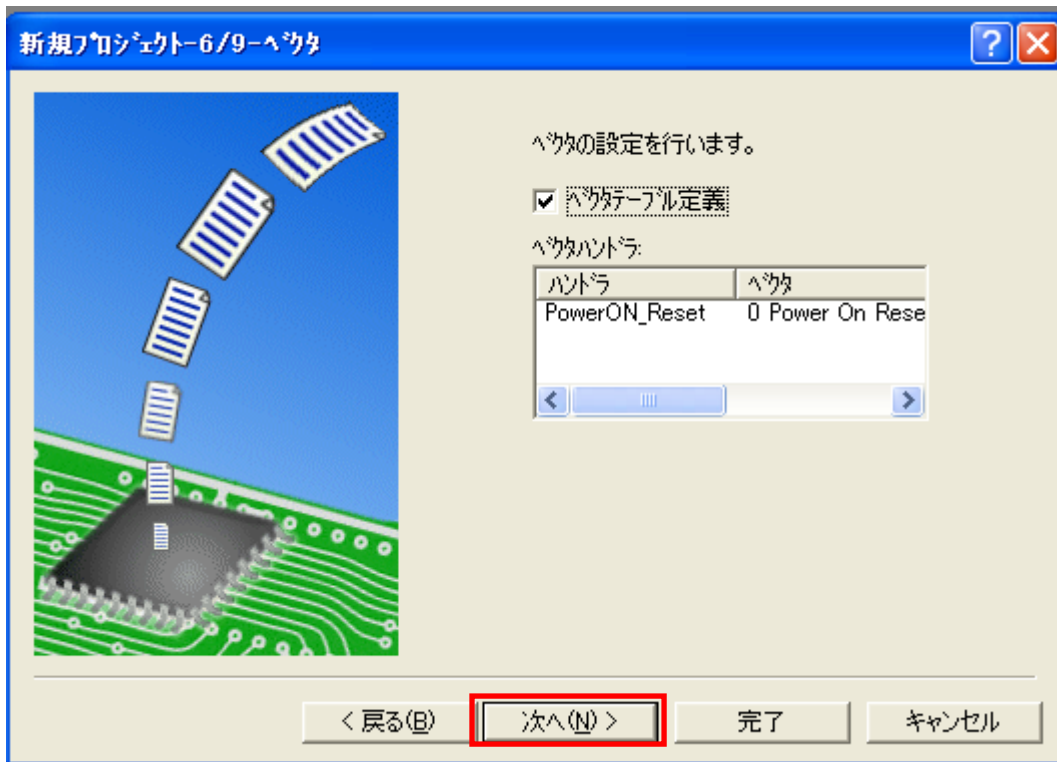 新規ﾌﾟﾛｼﾞｪｸﾄ-6/9-ﾍﾞｸﾀ
ﾍﾞｸﾀの設定を行います。
ﾍﾞｸﾀﾃｰﾌﾞﾙ定義
ﾍﾞｸﾀﾊﾝﾄﾞﾗ:
ﾊﾝﾄﾞﾗ ﾍﾞｸﾀ
PowerON_Reset 0 Power On Rese
< 戻る(B) 次へ(N) > 完了 キャンセル